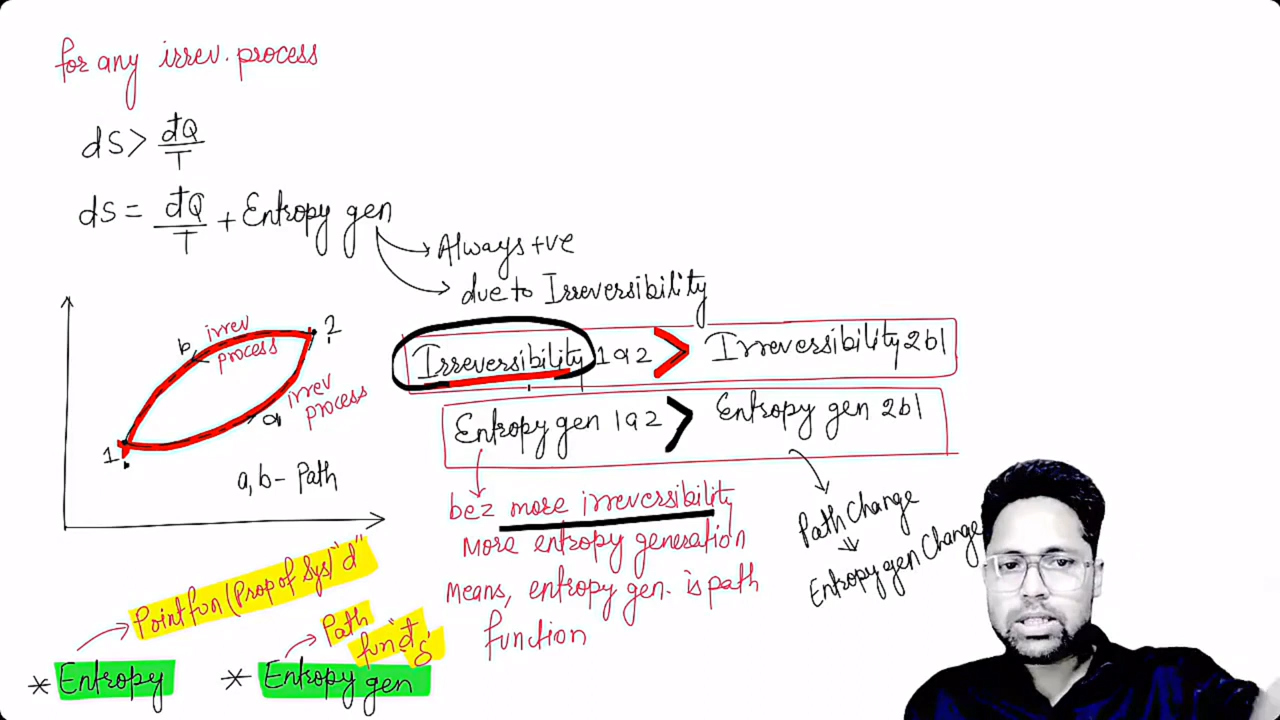 for any irrev. process
dS > đQ/T
dS = đQ/T + Entropy gen
Always +ve
due to Irreversibility
2
b
irrev
process
irrev
process
a
1
a, b - Path
Irreversibility 1a2 > Irreversibility 2b1
Entropy gen 1a2 > Entropy gen 2b1
bcz more irreversibility
More entropy generation
Means, entropy gen. is path
function
Path Change
Entropy gen Change
Point fun (Prop of Sys) "d"
Path
fun "đ,
δ"
* Entropy
* Entropy gen